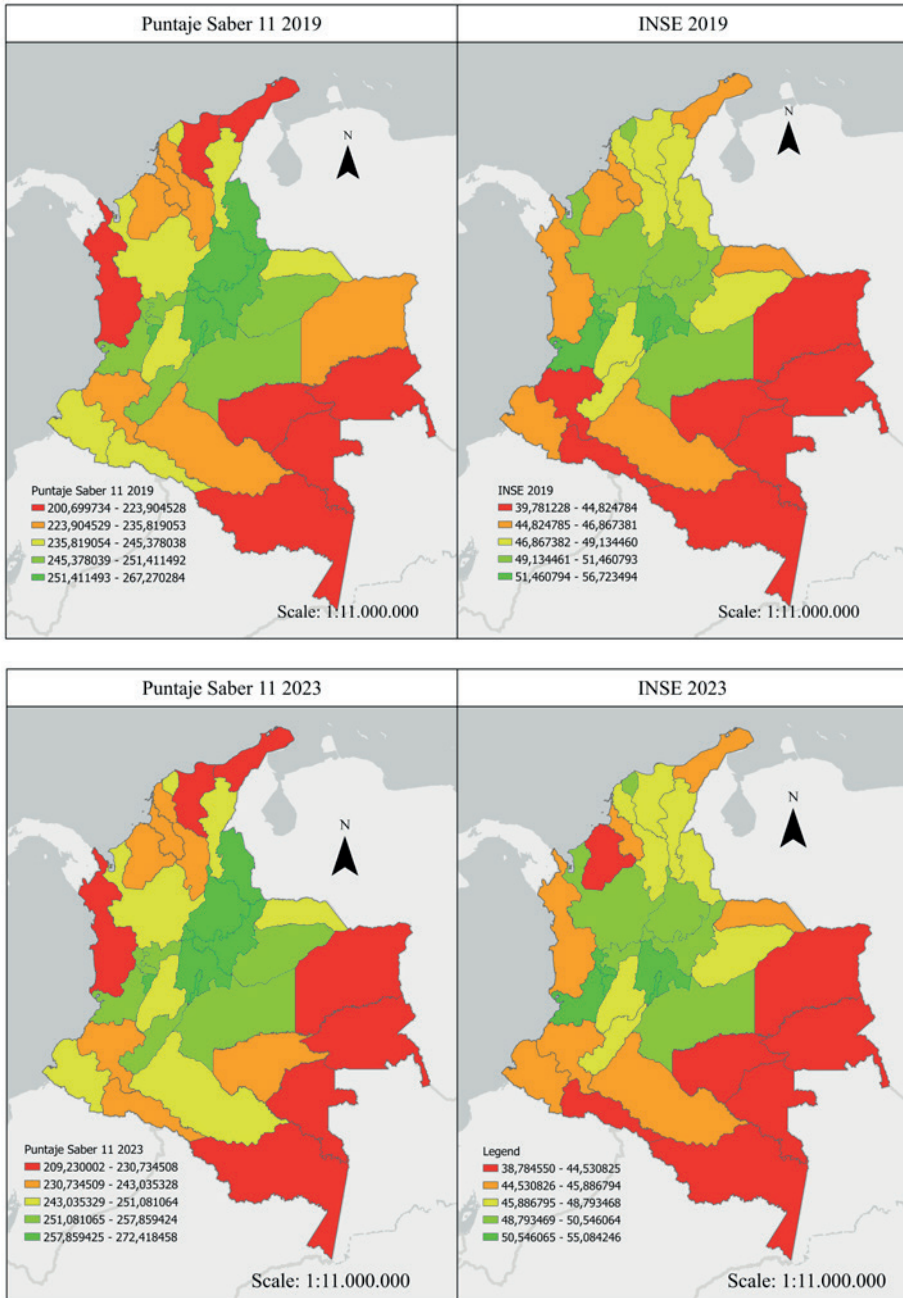 Puntaje Saber 11 2019
INSE 2019
N
N
Puntaje Saber 11 2019
200,699734 - 223,904528
223,904529 - 235,819053
235,819054 - 245,378038
245,378039 - 251,411492
251,411493 - 267,270284
Scale: 1:11.000.000
INSE 2019
39,781228 - 44,824784
44,824785 - 46,867381
46,867382 - 49,134460
49,134461 - 51,460793
51,460794 - 56,723494
Scale: 1:11.000.000
Puntaje Saber 11 2023
INSE 2023
N
N
Puntaje Saber 11 2023
209,230002 - 230,734508
230,734509 - 243,035328
243,035329 - 251,081064
251,081065 - 257,859424
257,859425 - 272,418458
Scale: 1:11.000.000
Legend
38,784550 - 44,530825
44,530826 - 45,886794
45,886795 - 48,793468
48,793469 - 50,546064
50,546065 - 55,084246
Scale: 1:11.000.000